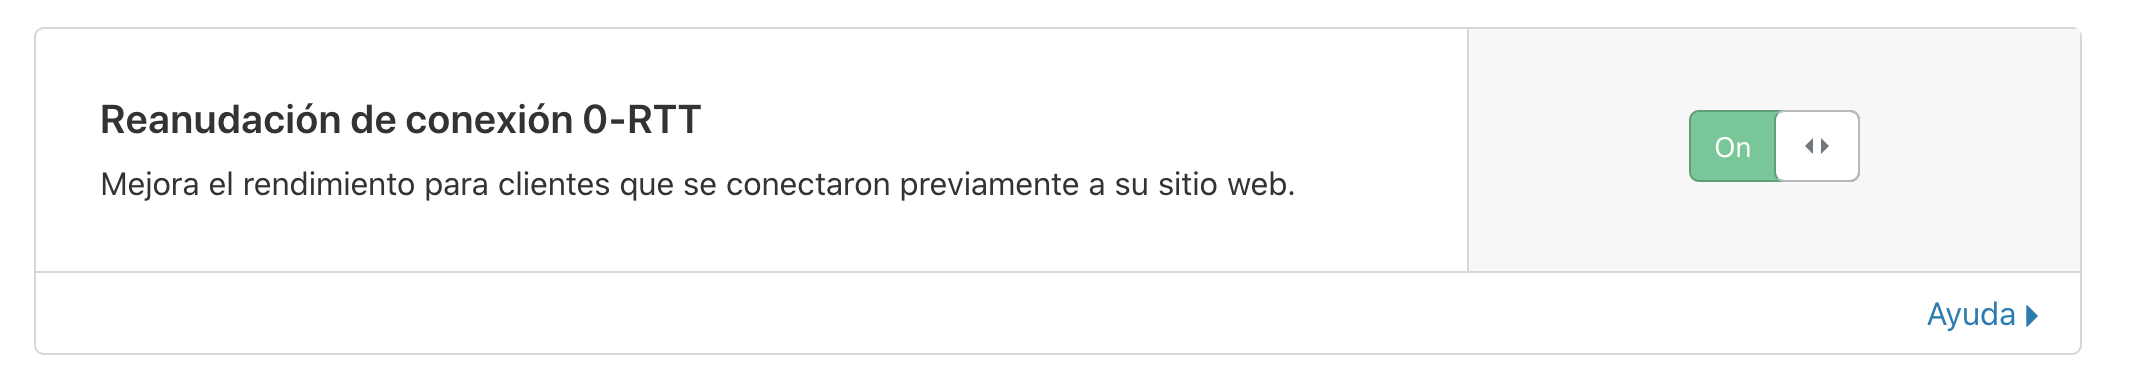 Reanudación de conexión 0-RTT
Mejora el rendimiento para clientes que se conectaron previamente a su sitio web.
On
Ayuda